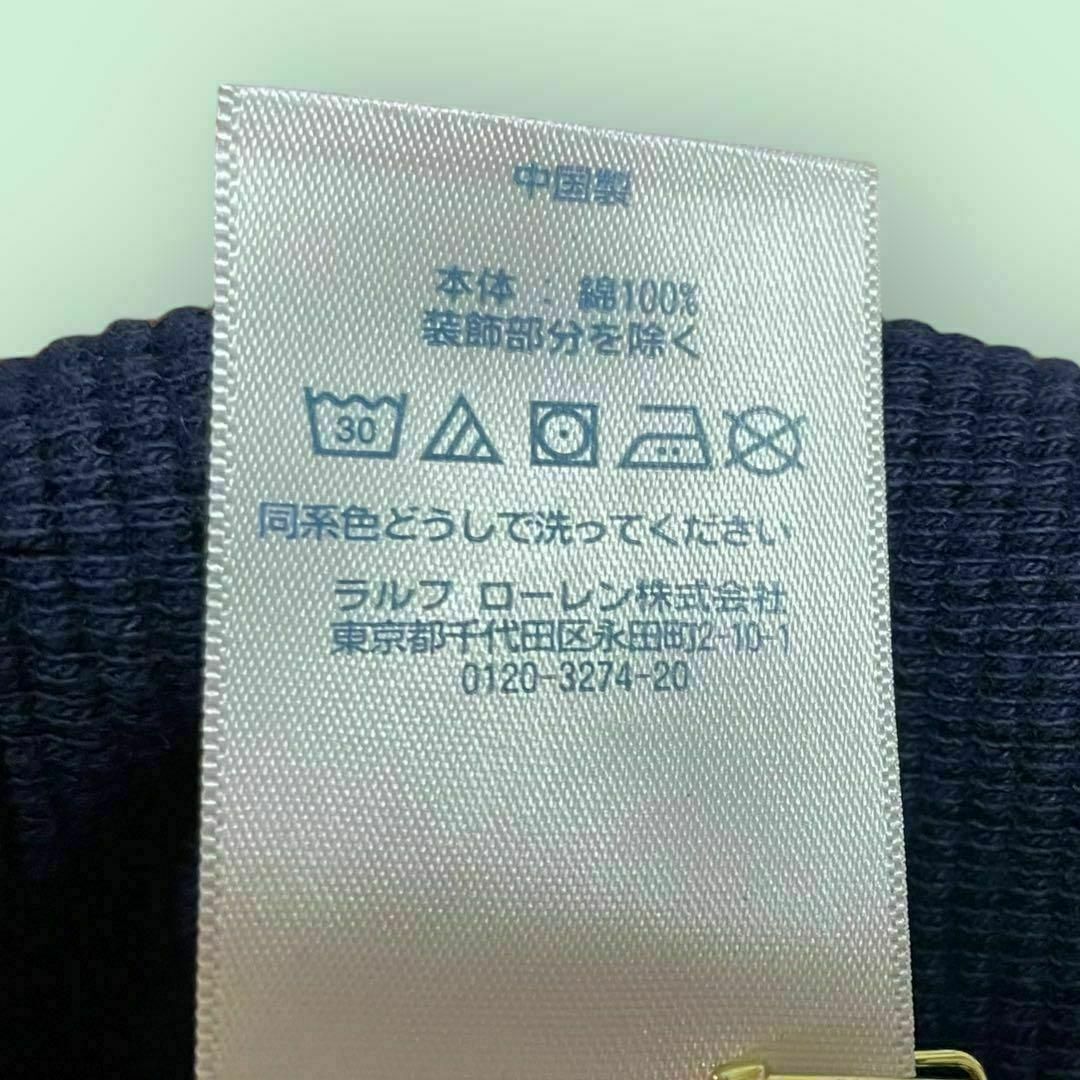 中国製
本体 : 綿100%
装飾部分を除く
30
同系色どうしで洗ってください
ラルフ ローレン株式会社
東京都千代田区永田町2-10-1
0120-3274-20